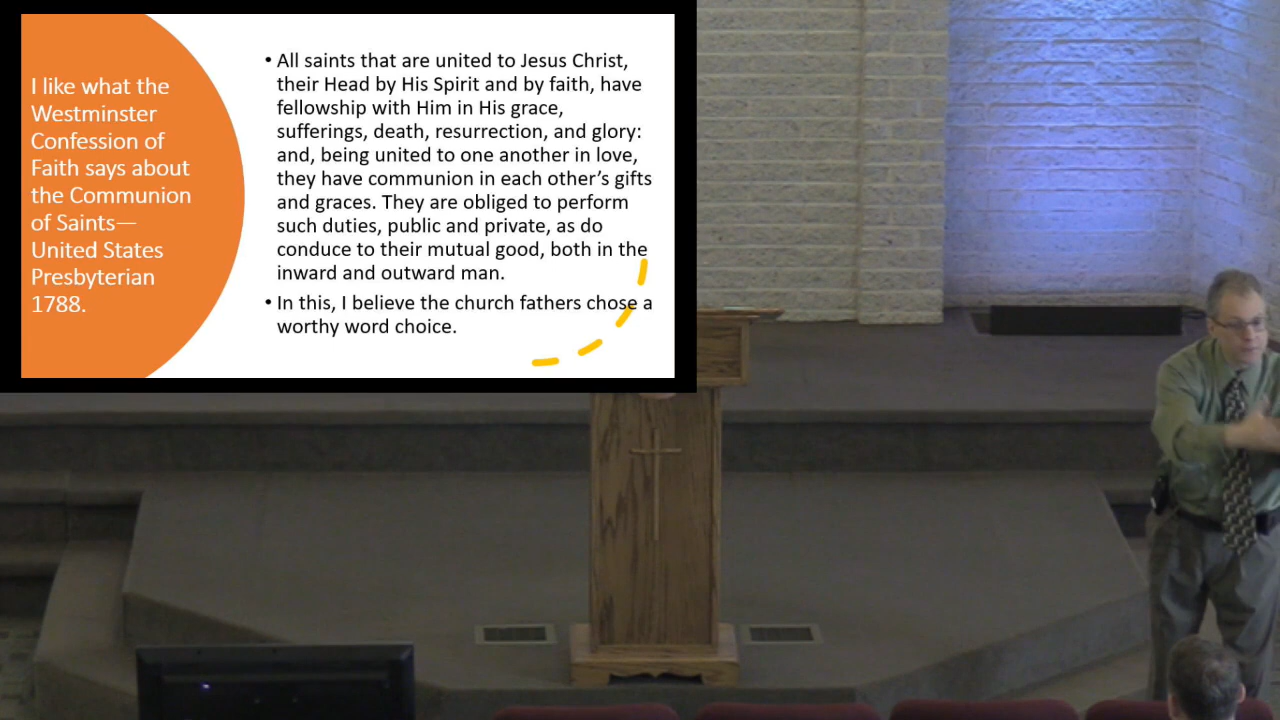 I like what the
Westminster
Confession of
Faith says about
the Communion
of Saints—
United States
Presbyterian
1788.
• All saints that are united to Jesus Christ,
their Head by His Spirit and by faith, have
fellowship with Him in His grace,
sufferings, death, resurrection, and glory:
and, being united to one another in love,
they have communion in each other’s gifts
and graces. They are obliged to perform
such duties, public and private, as do
conduce to their mutual good, both in the
inward and outward man.
• In this, I believe the church fathers chose a
worthy word choice.